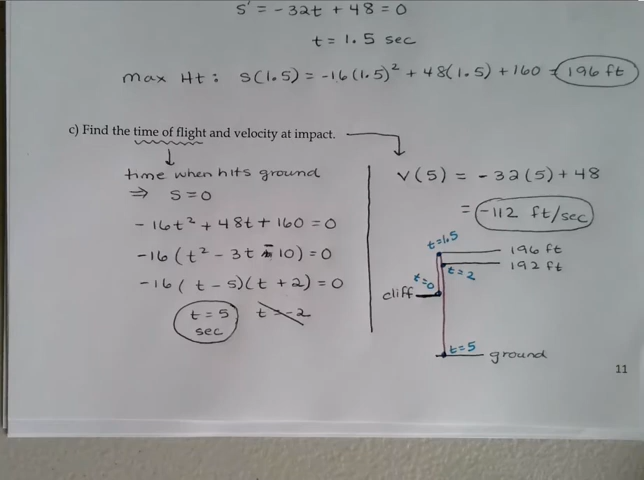 s' = -32t + 48 = 0
t = 1.5 sec
max Ht: s(1.5) = -16(1.5)² + 48(1.5) + 160 = 196 ft
c) Find the time of flight and velocity at impact.
time when hits ground
⇒ s=0
-16t² + 48t + 160 = 0
-16(t² - 3t - 10) = 0
-16(t-5)(t+2) = 0
t = 5 sec
t = -2
v(5) = -32(5) + 48
= -112 ft/sec
t=1.5
196 ft
t=2
192 ft
t=0
cliff
t=5
ground
11